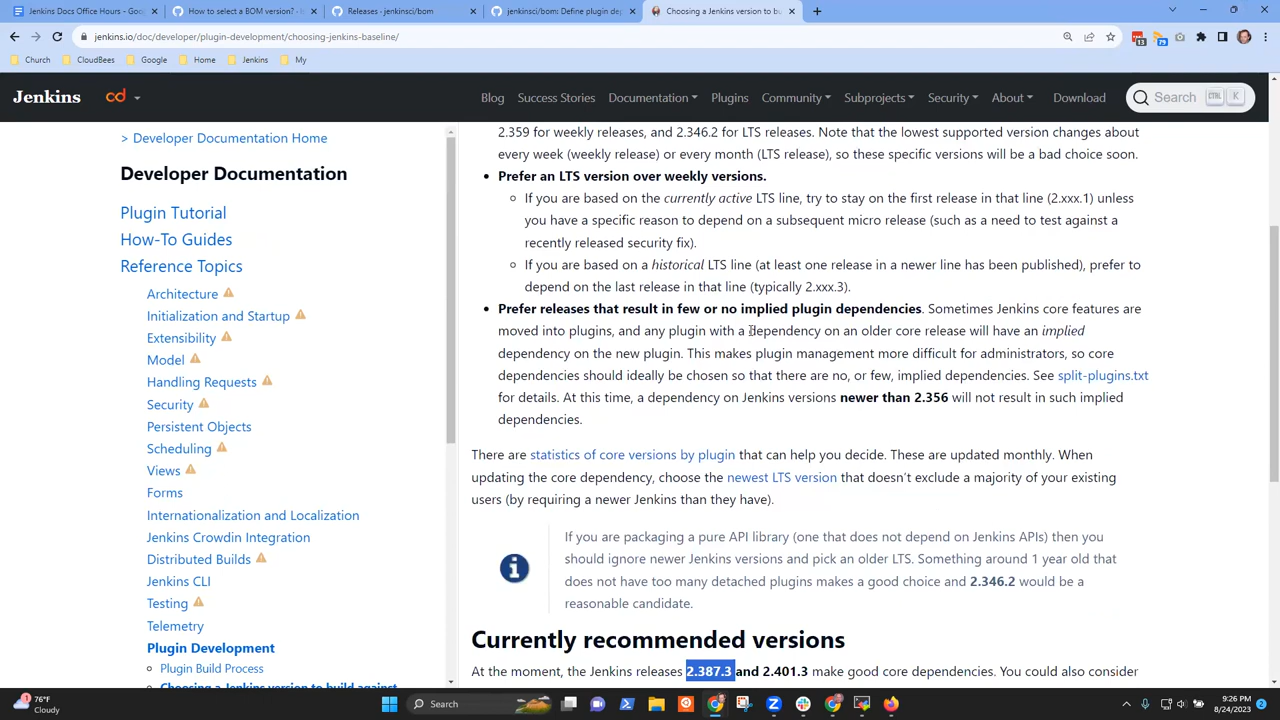 Jenkins Docs Office Hours - Goog
How to select a BOM version? - I
Releases · jenkinsci/bom
jenkinsci/bom: Define plugin dep
Choosing a Jenkins version to bu
jenkins.io/doc/developer/plugin-development/choosing-jenkins-baseline/
13
79
Church
CloudBees
Google
Home
Jenkins
My
Jenkins
cd
Blog
Success Stories
Documentation
Plugins
Community
Subprojects
Security
About
Download
Search
CTRL
K
> Developer Documentation Home
Developer Documentation
Plugin Tutorial
How-To Guides
Reference Topics
Architecture
Initialization and Startup
Extensibility
Model
Handling Requests
Security
Persistent Objects
Scheduling
Views
Forms
Internationalization and Localization
Jenkins Crowdin Integration
Distributed Builds
Jenkins CLI
Testing
Telemetry
Plugin Development
Plugin Build Process
Choosing a Jenkins version to build against
2.359 for weekly releases, and 2.346.2 for LTS releases. Note that the lowest supported version changes about
every week (weekly release) or every month (LTS release), so these specific versions will be a bad choice soon.
Prefer an LTS version over weekly versions.
If you are based on the currently active LTS line, try to stay on the first release in that line (2.xxx.1) unless
you have a specific reason to depend on a subsequent micro release (such as a need to test against a
recently released security fix).
If you are based on a historical LTS line (at least one release in a newer line has been published), prefer to
depend on the last release in that line (typically 2.xxx.3).
Prefer releases that result in few or no implied plugin dependencies. Sometimes Jenkins core features are
moved into plugins, and any plugin with a dependency on an older core release will have an implied
dependency on the new plugin. This makes plugin management more difficult for administrators, so core
dependencies should ideally be chosen so that there are no, or few, implied dependencies. See split-plugins.txt
for details. At this time, a dependency on Jenkins versions newer than 2.356 will not result in such implied
dependencies.
There are statistics of core versions by plugin that can help you decide. These are updated monthly. When
updating the core dependency, choose the newest LTS version that doesn't exclude a majority of your existing
users (by requiring a newer Jenkins than they have).
If you are packaging a pure API library (one that does not depend on Jenkins APIs) then you
should ignore newer Jenkins versions and pick an older LTS. Something around 1 year old that
does not have too many detached plugins makes a good choice and 2.346.2 would be a
reasonable candidate.
Currently recommended versions
At the moment, the Jenkins releases 2.387.3 and 2.401.3 make good core dependencies. You could also consider
76°F
Cloudy
Search
9:26 PM
8/24/2023